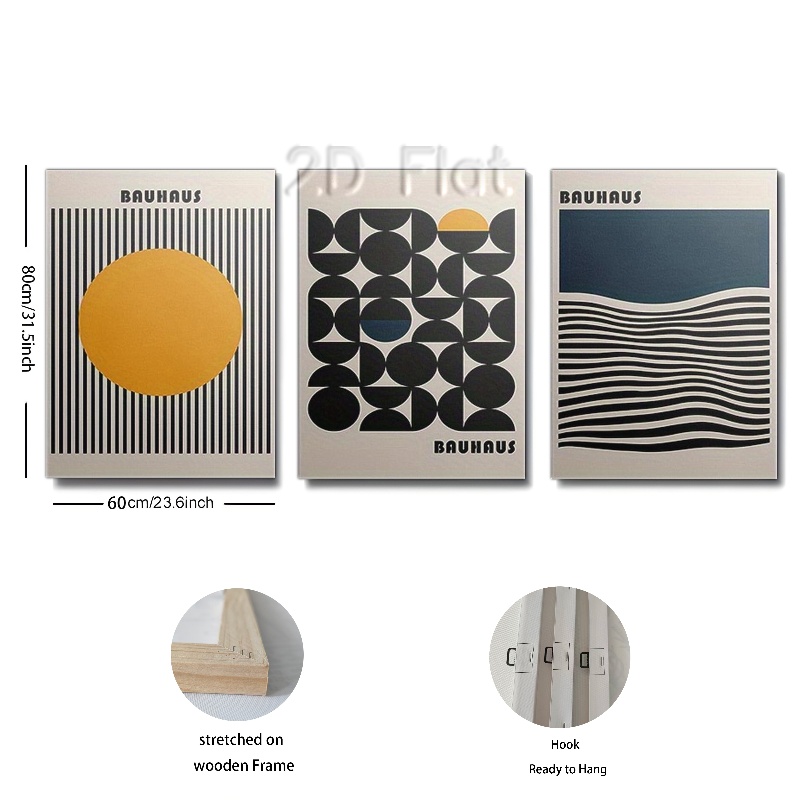 2D Flat
BAUHAUS
BAUHAUS
BAUHAUS
80cm/31.5inch
60cm/23.6inch
stretched on
wooden Frame
Hook
Ready to Hang